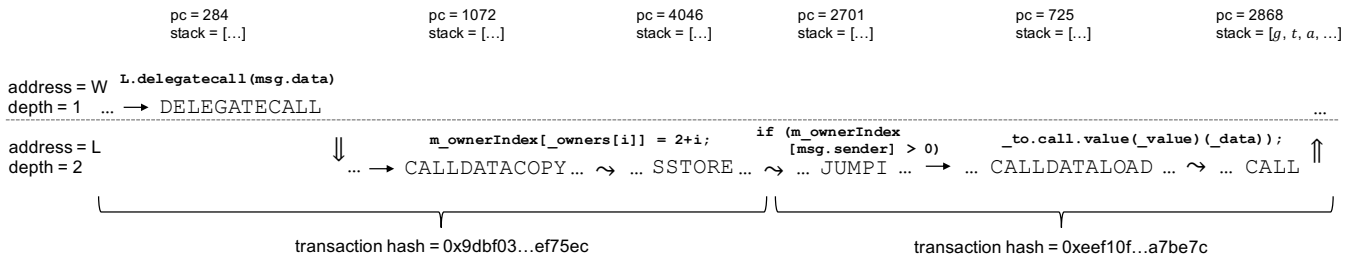 pc = 284
stack = […]
pc = 1072
stack = […]
pc = 4046
stack = […]
pc = 2701
stack = […]
pc = 725
stack = […]
pc = 2868
stack = [g, t, a, …]
address = W
depth = 1
L.delegatecall(msg.data)
… → DELEGATECALL
…
address = L
depth = 2
⇓
m_ownerIndex[_owners[i]] = 2+i;
if (m_ownerIndex
[msg.sender] > 0)
_to.call.value(_value)(_data));
⇑
… → CALLDATACOPY … ⤳ … SSTORE … ⤳ … JUMPI … → … CALLDATALOAD … ⤳ … CALL
transaction hash = 0x9dbf03…ef75ec
transaction hash = 0xeef10f…a7be7c